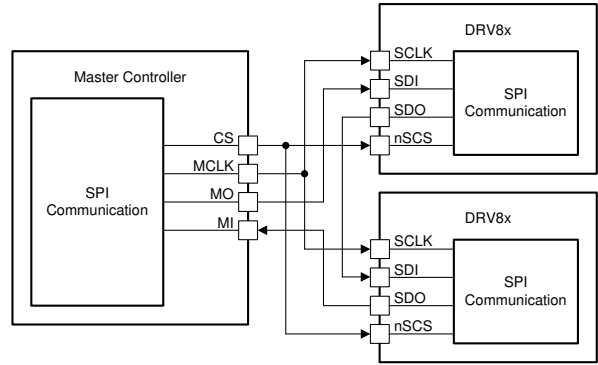 Master Controller
SPI
Communication
CS
MCLK
MO
MI
DRV8x
SCLK
SDI
SDO
nSCS
SPI
Communication
DRV8x
SCLK
SDI
SDO
nSCS
SPI
Communication